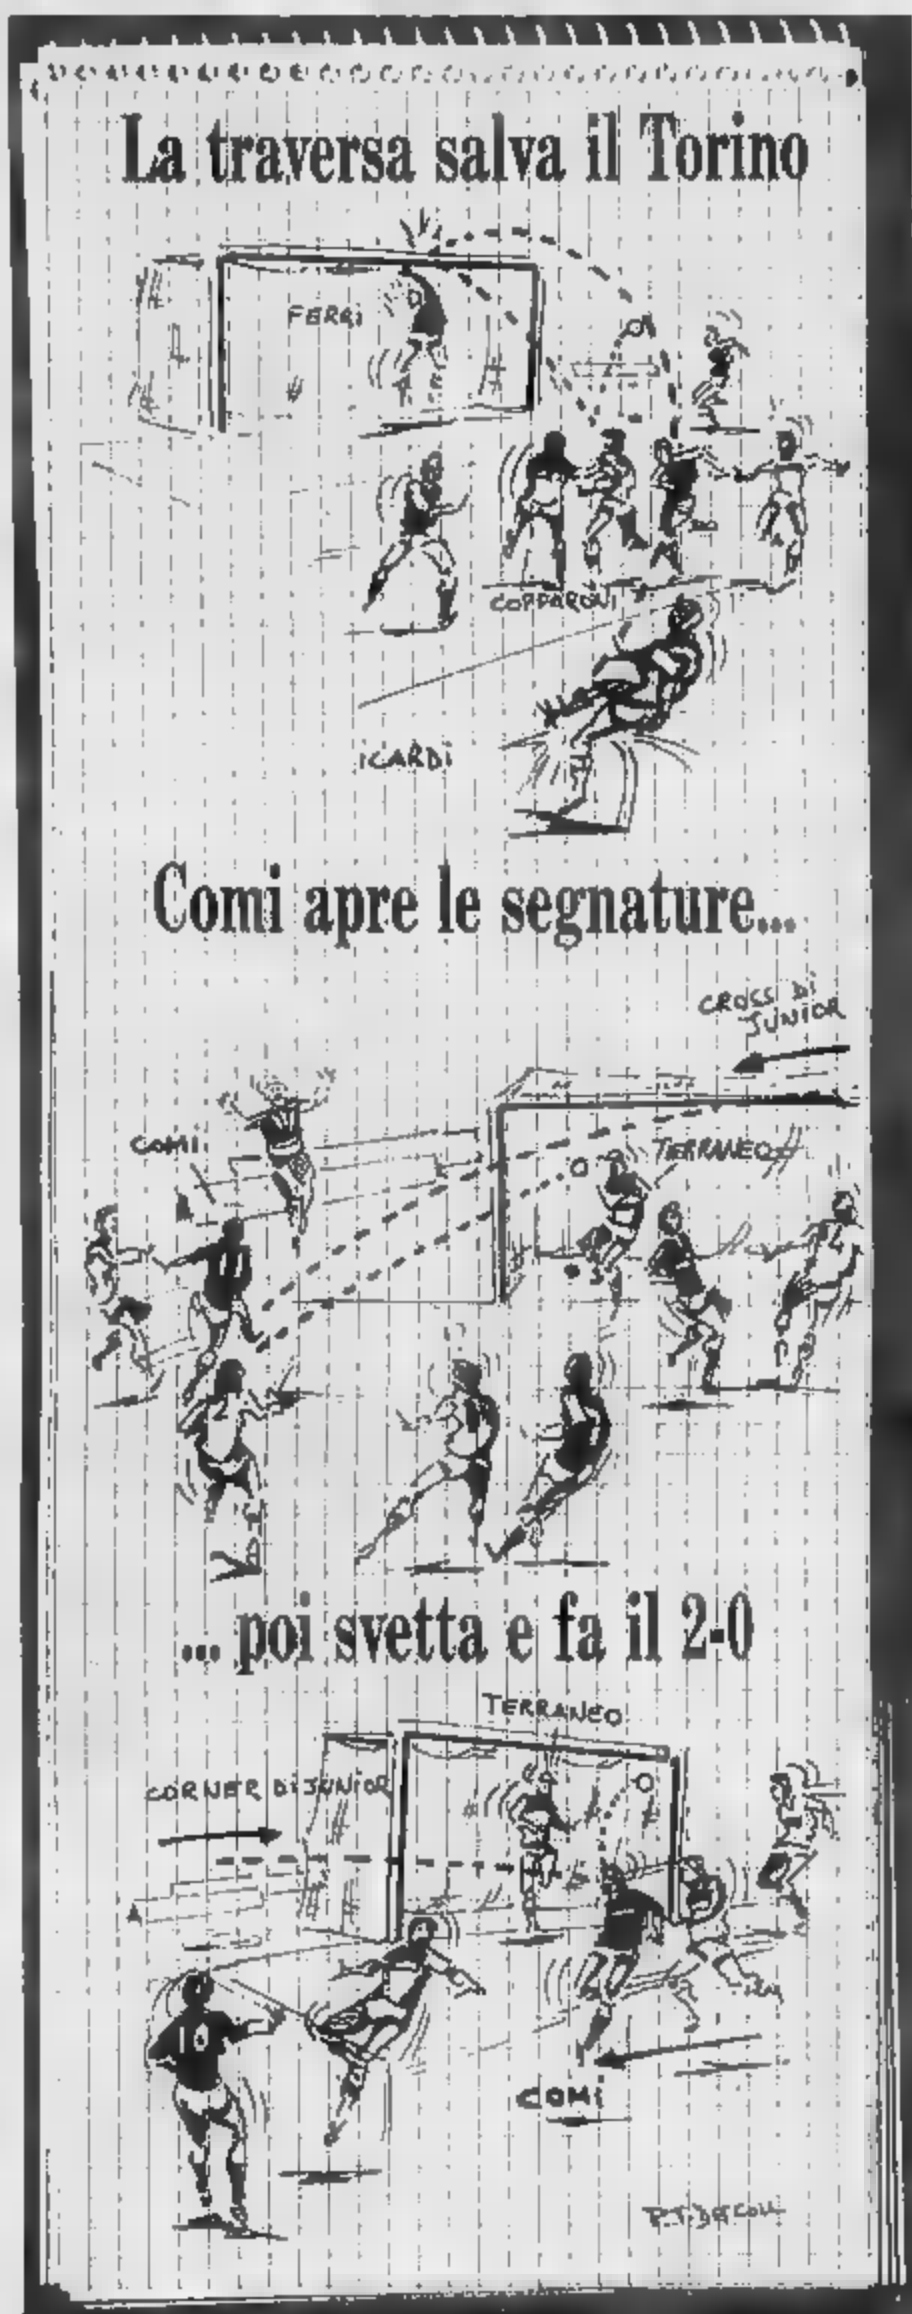 La traversa salva il Torino
FERRI
COPPARONI
ICARDI
Comi apre le segnature...
CROSS DI
JUNIOR
COMI
TERRANEO
... poi svetta e fa il 2-0
TERRANEO
CORNER DI JUNIOR
10
COMI